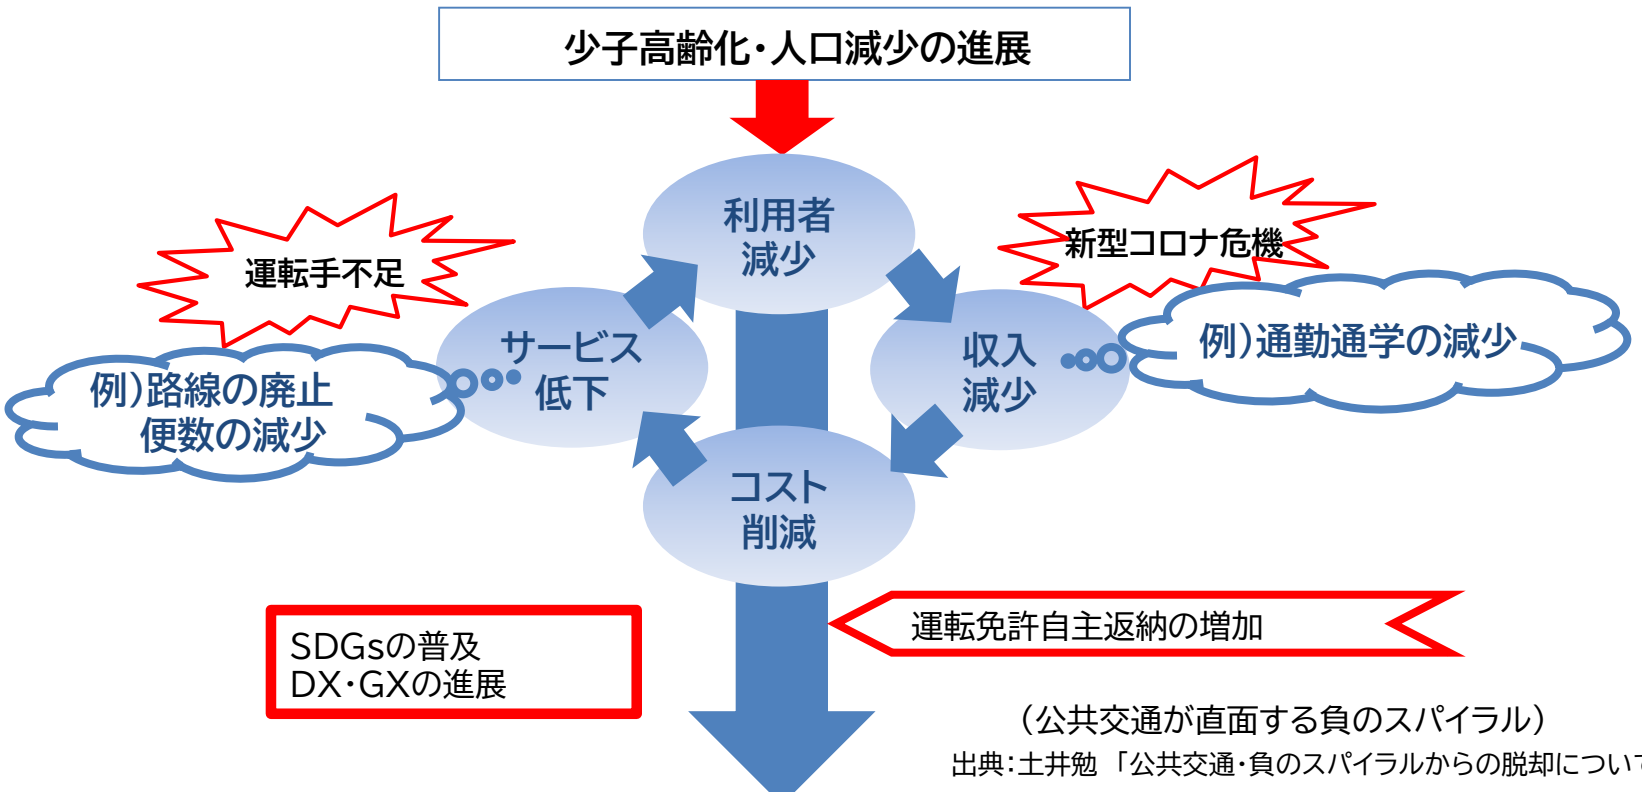 少子高齢化・人口減少の進展
利用者
減少
新型コロナ危機
運転手不足
サービス
低下
収入
減少
例）通勤通学の減少
例）路線の廃止
便数の減少
コスト
削減
運転免許自主返納の増加
SDGsの普及
DX・GXの進展
（公共交通が直面する負のスパイラル）
出典：土井勉 「公共交通・負のスパイラルからの脱却について